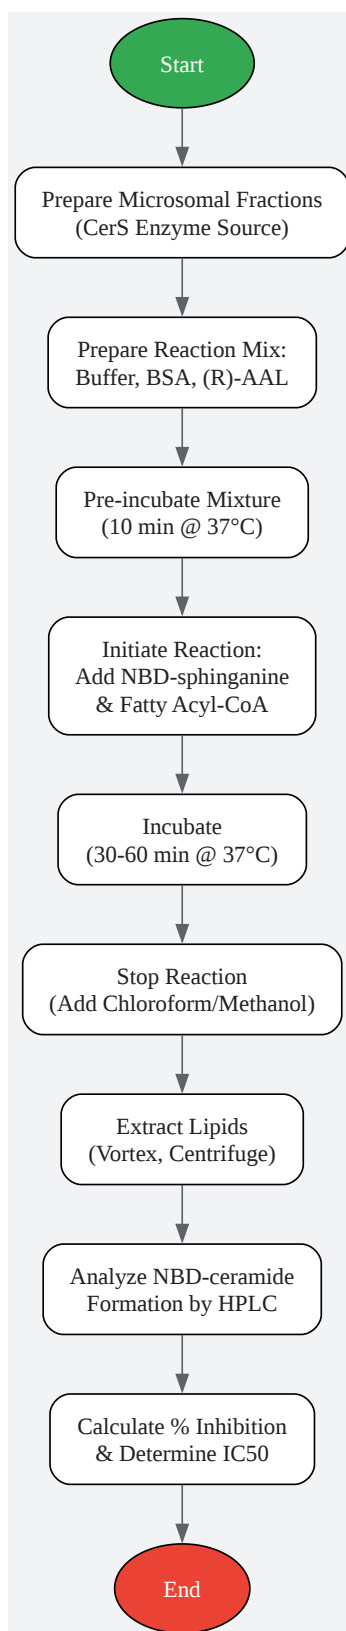 Start
Prepare Microsomal Fractions
(CerS Enzyme Source)
Prepare Reaction Mix:
Buffer, BSA, (R)-AAL
Pre-incubate Mixture
(10 min @ 37°C)
Initiate Reaction:
Add NBD-sphinganine
& Fatty Acyl-CoA
Incubate
(30-60 min @ 37°C)
Stop Reaction
(Add Chloroform/Methanol)
Extract Lipids
(Vortex, Centrifuge)
Analyze NBD-ceramide
Formation by HPLC
Calculate % Inhibition
& Determine IC50
End